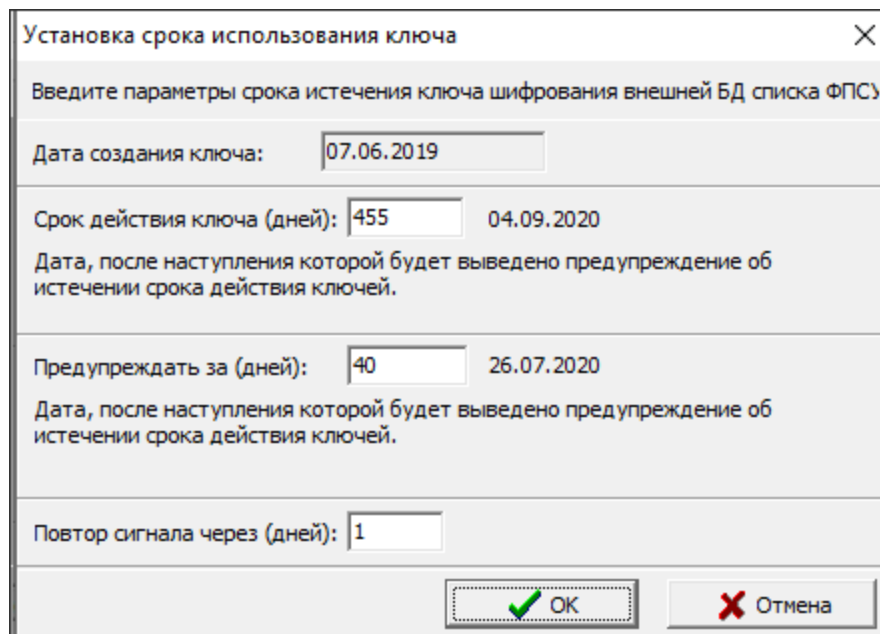 Установка срока использования ключа
Введите параметры срока истечения ключа шифрования внешней БД списка ФПСУ
Дата создания ключа: 07.06.2019
Срок действия ключа (дней): 455 04.09.2020
Дата, после наступления которой будет выведено предупреждение об
истечении срока действия ключей.
Предупреждать за (дней): 40 26.07.2020
Дата, после наступления которой будет выведено предупреждение об
истечении срока действия ключей.
Повтор сигнала через (дней): 1
OK Отмена